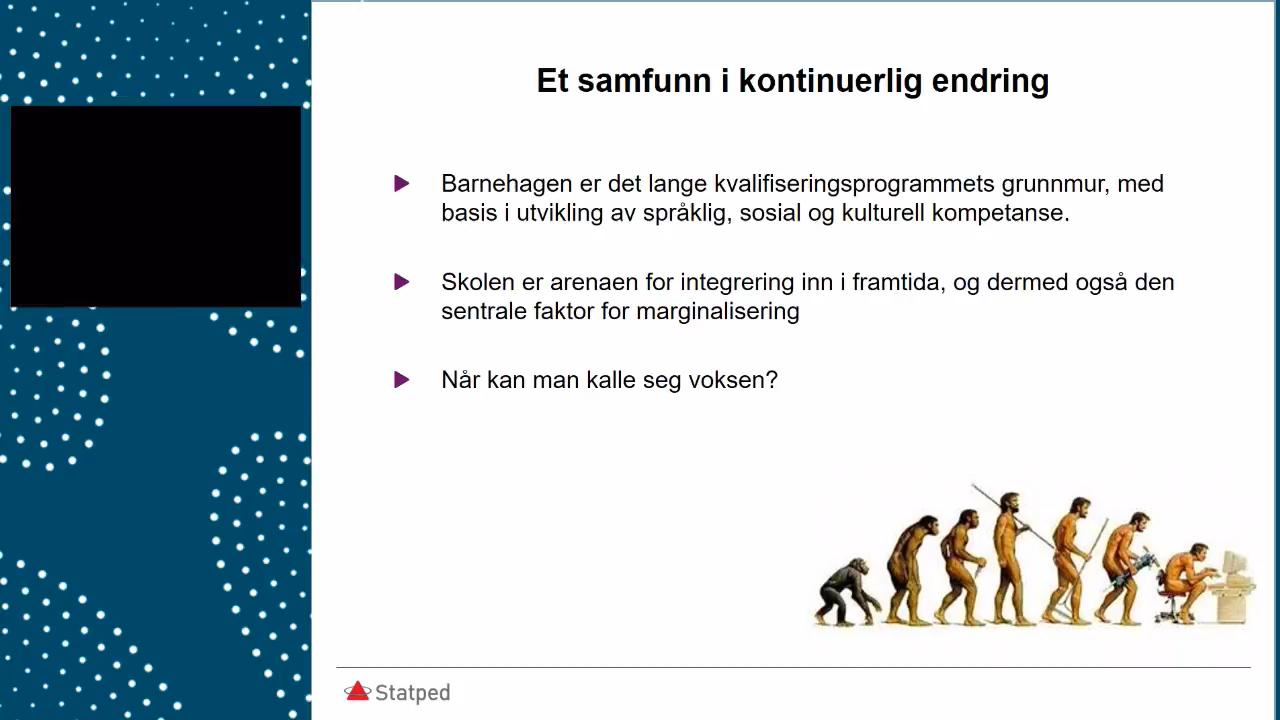 Et samfunn i kontinuerlig endring
Barnehagen er det lange kvalifiseringsprogrammets grunnmur, med
basis i utvikling av språklig, sosial og kulturell kompetanse.
Skolen er arenaen for integrering inn i framtida, og dermed også den
sentrale faktor for marginalisering
Når kan man kalle seg voksen?
Statped